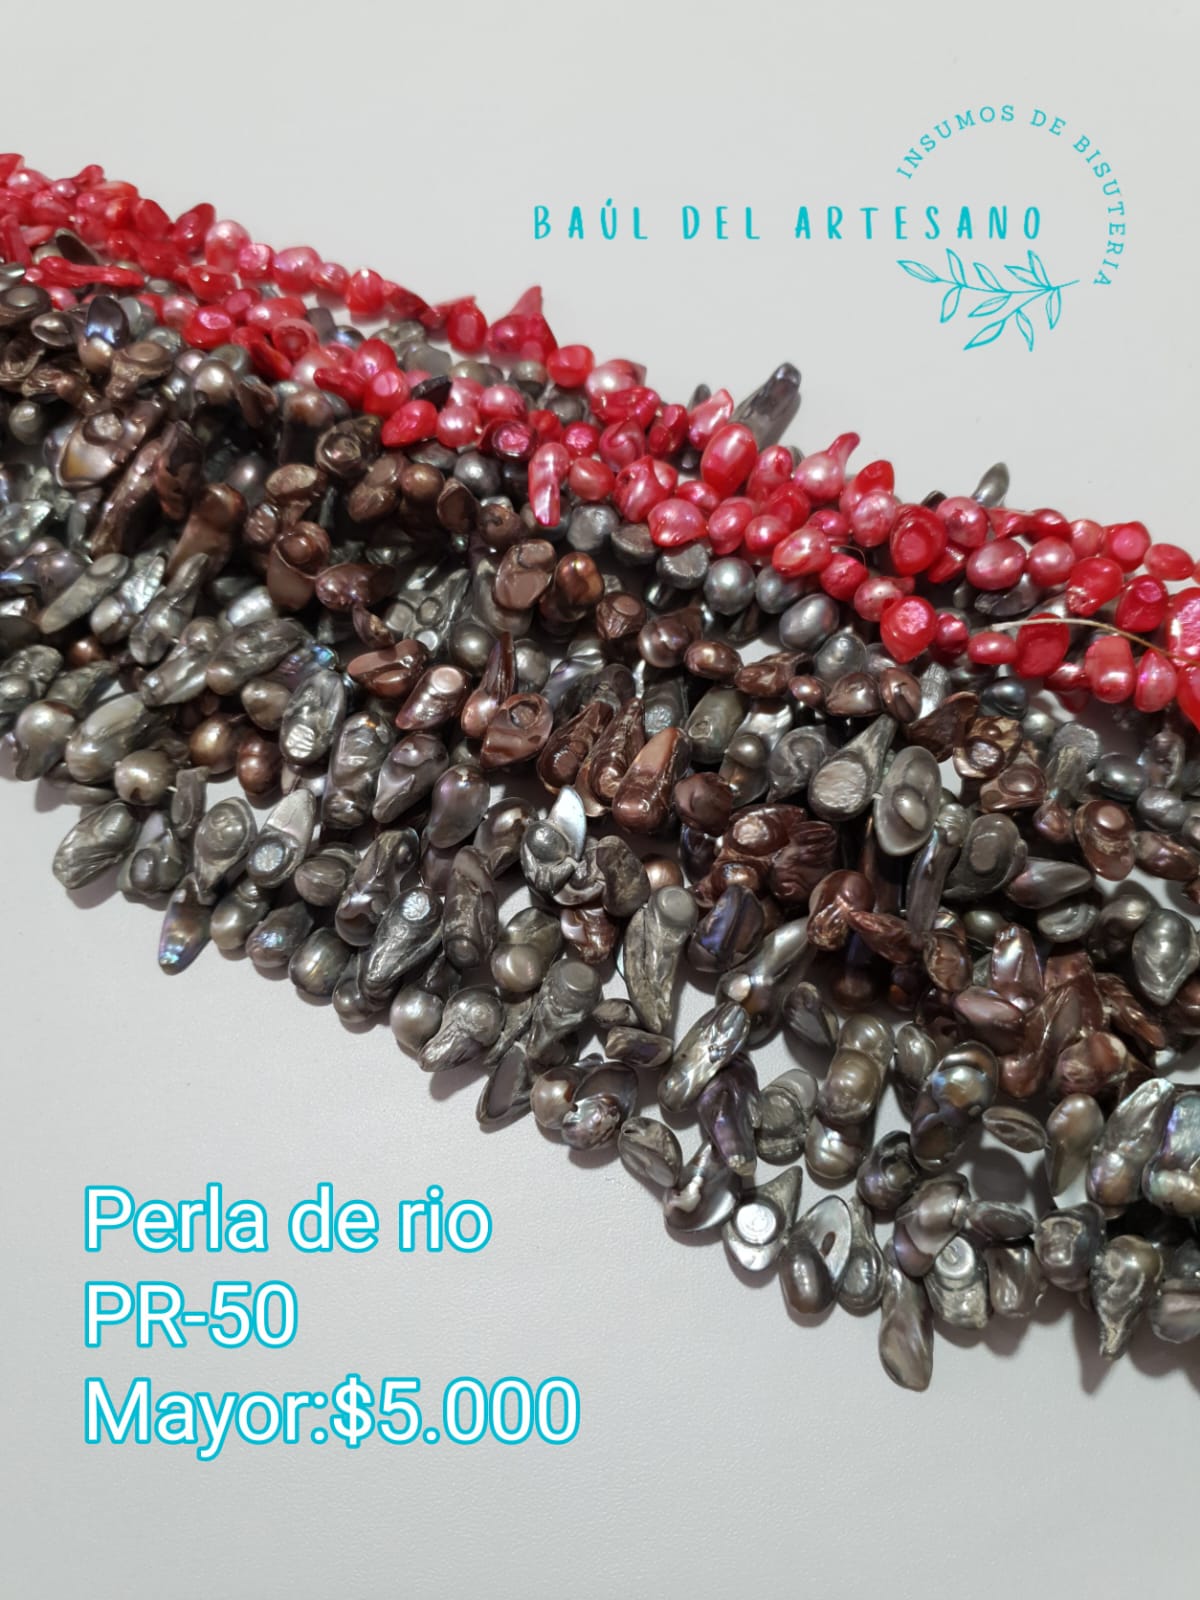 INSUMOS DE BISUTERIA
BAÚL DEL ARTESANO
Perla de rio
PR-50
Mayor:$5.000